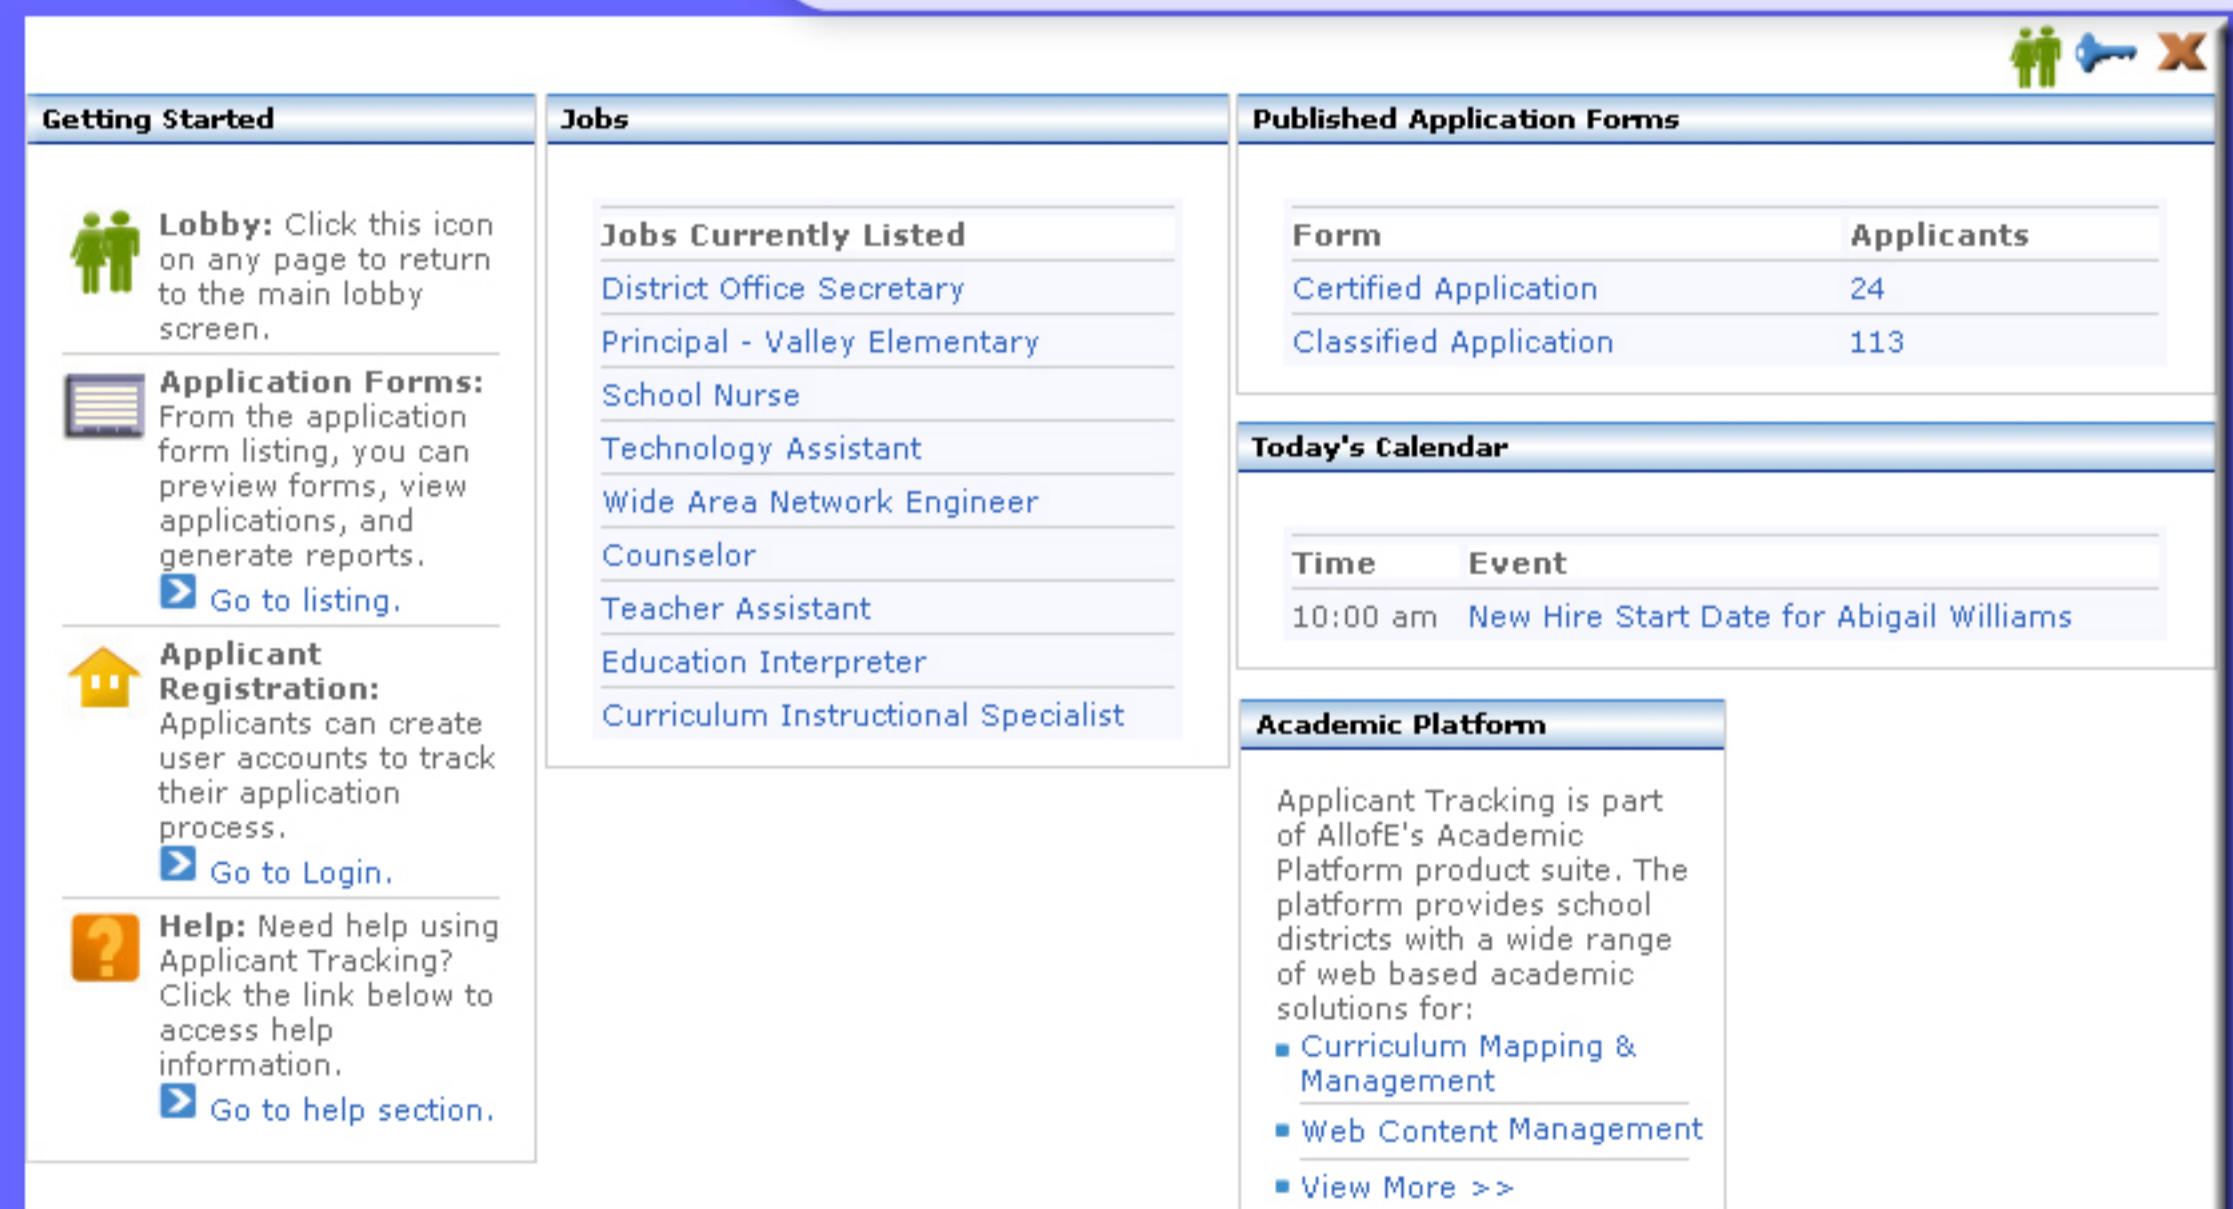 Getting Started
Lobby: Click this icon
on any page to return
to the main lobby
screen.
Application Forms:
From the application
form listing, you can
preview forms, view
applications, and
generate reports.
Go to listing.
Applicant
Registration:
Applicants can create
user accounts to track
their application
process.
Go to Login.
Help: Need help using
Applicant Tracking?
Click the link below to
access help
information.
Go to help section.
Jobs
Jobs Currently Listed
District Office Secretary
Principal - Valley Elementary
School Nurse
Technology Assistant
Wide Area Network Engineer
Counselor
Teacher Assistant
Education Interpreter
Curriculum Instructional Specialist
Published Application Forms
Form Applicants
Certified Application 24
Classified Application 113
Today's Calendar
Time Event
10:00 am New Hire Start Date for Abigail Williams
Academic Platform
Applicant Tracking is part
of AllofE's Academic
Platform product suite. The
platform provides school
districts with a wide range
of web based academic
solutions for:
Curriculum Mapping &
Management
Web Content Management
View More >>